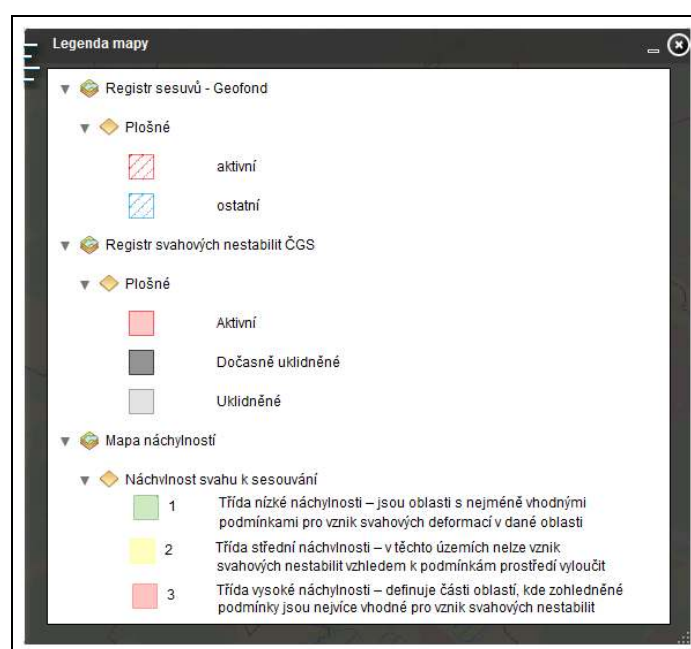 Legenda mapy
Registr sesuvů - Geofond
Plošné
aktivní
ostatní
Registr svahových nestabilit ČGS
Plošné
Aktivní
Dočasně uklidněné
Uklidněné
Mapa náchylností
Náchylnost svahu k sesouvání
1 Třída nízké náchylnosti – jsou oblasti s nejméně vhodnými
podmínkami pro vznik svahových deformací v dané oblasti
2 Třída střední náchylnosti – v těchto územích nelze vznik
svahových nestabilit vzhledem k podmínkám prostředí vyloučit
3 Třída vysoké náchylnosti – definuje části oblastí, kde zohledněné
podmínky jsou nejvíce vhodné pro vznik svahových nestabilit